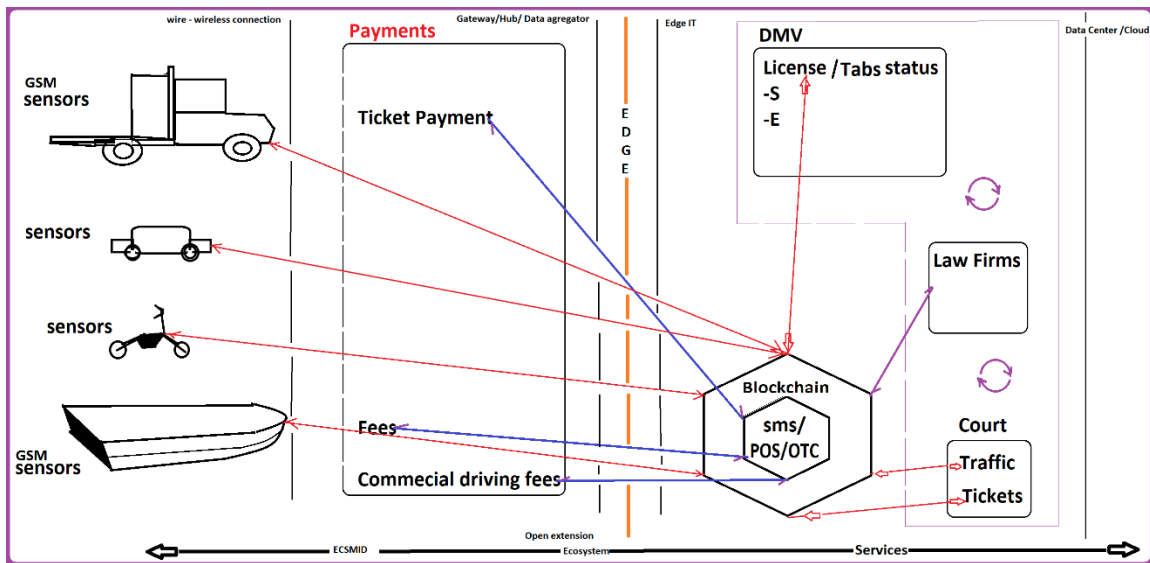 wire - wireless connection
Gateway/Hub/ Data agregator
Edge IT
Data Center /Cloud
Payments
DMV
GSM
sensors
License /Tabs status
-S
-E
Ticket Payment
E
D
G
E
sensors
Law Firms
sensors
Blockchain
sms/
POS/OTC
Fees
Court
GSM
sensors
Traffic
Tickets
Commecial driving fees
Open extension
ECSMID
Ecosystem
Services